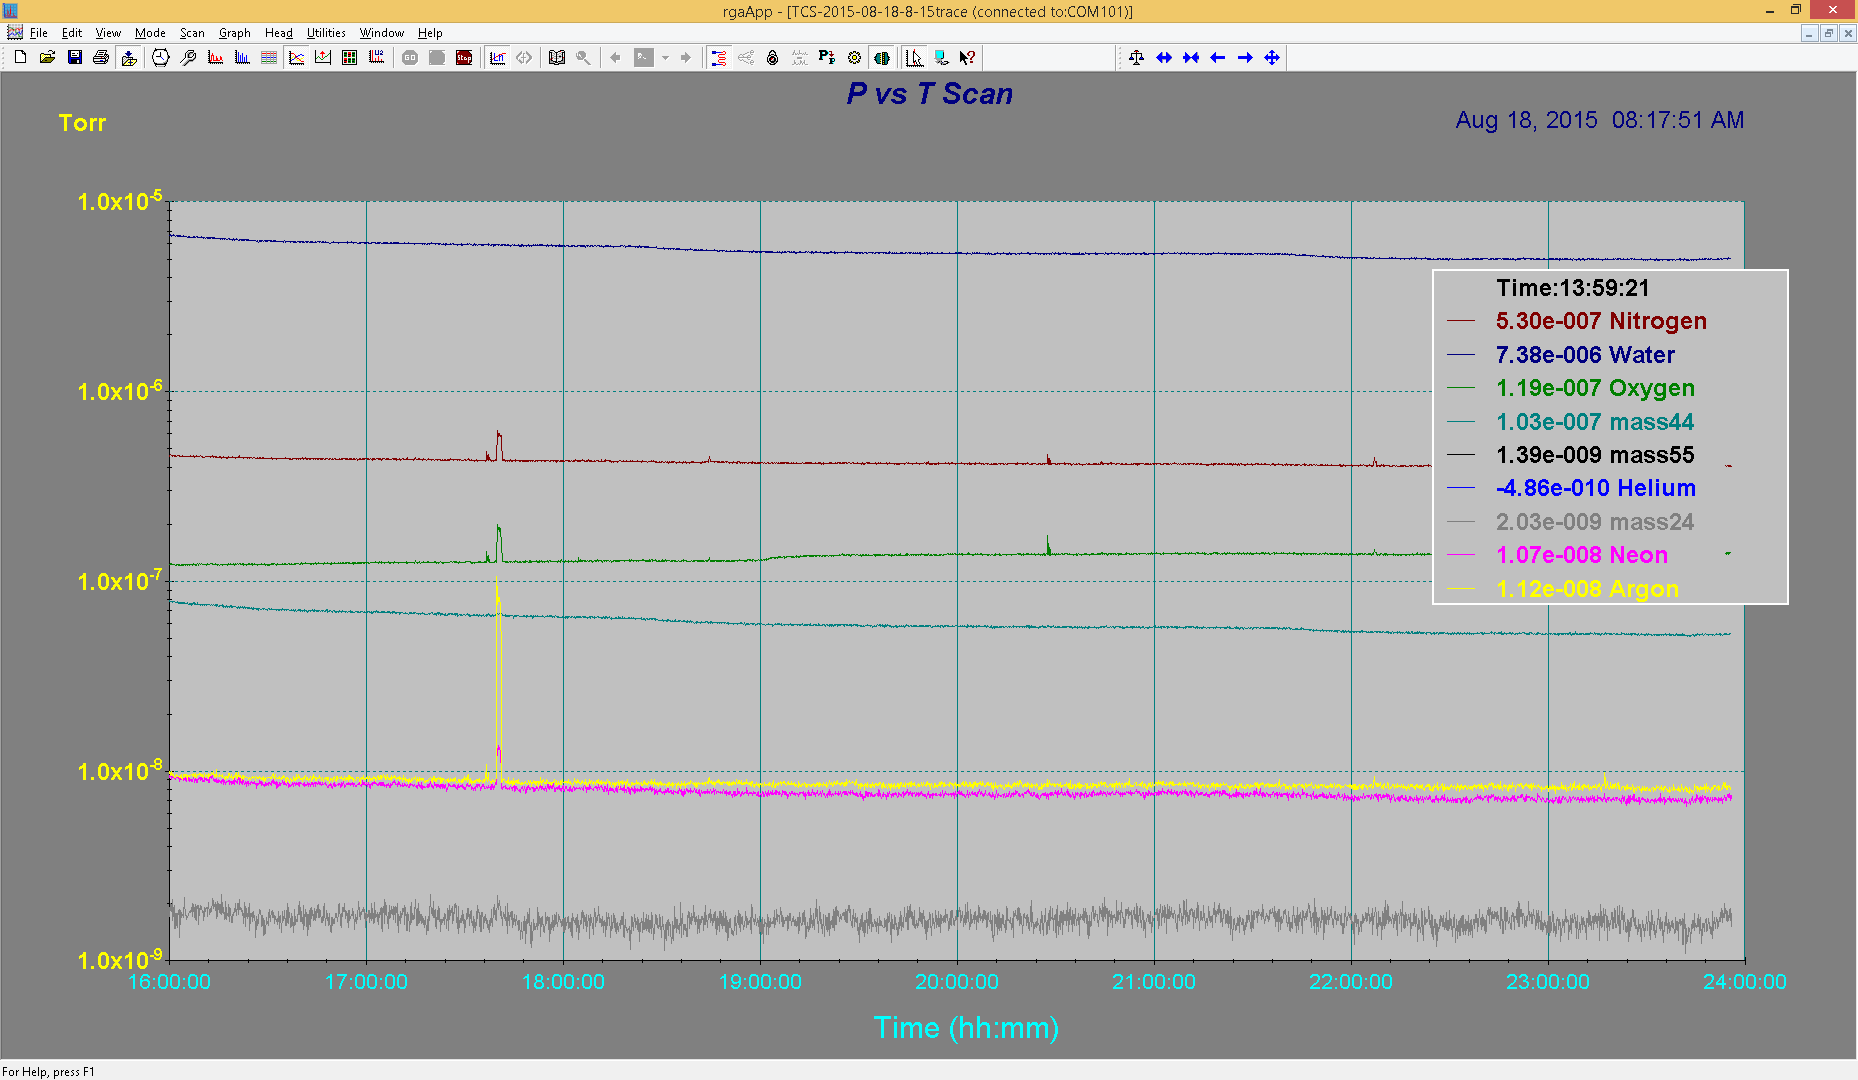 rgaApp - [TCS-2015-08-18-8-15trace (connected to:COM101)]
File Edit View Mode Scan Graph Head Utilities Window Help
P vs T Scan
Torr
Aug 18, 2015 08:17:51 AM
1.0x10-5
1.0x10-6
1.0x10-7
1.0x10-8
1.0x10-9
Time:13:59:21
5.30e-007 Nitrogen
7.38e-006 Water
1.19e-007 Oxygen
1.03e-007 mass44
1.39e-009 mass55
-4.86e-010 Helium
2.03e-009 mass24
1.07e-008 Neon
1.12e-008 Argon
16:00:00 17:00:00 18:00:00 19:00:00 20:00:00 21:00:00 22:00:00 23:00:00 24:00:00
Time (hh:mm)
For Help, press F1